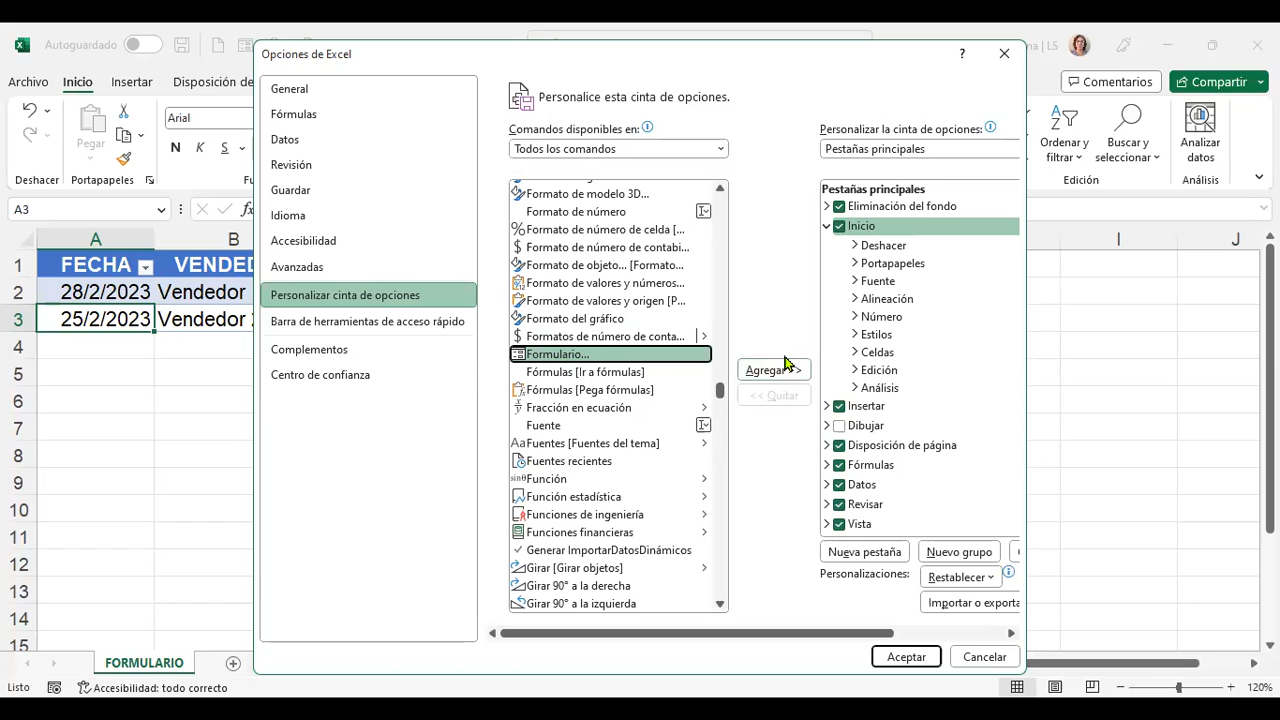 Opciones de Excel
?
Autoguardado
na | LS
Archivo
Inicio
Insertar
Disposición de
Comentarios
Compartir
Pegar
Arial
N K S
Deshacer
Portapapeles
Fu
Ordenar y
filtrar
Buscar y
seleccionar
Analizar
datos
Edición
Análisis
A3
fx
General
Fórmulas
Datos
Revisión
Guardar
Idioma
Accesibilidad
Avanzadas
Personalizar cinta de opciones
Barra de herramientas de acceso rápido
Complementos
Centro de confianza
Personalice esta cinta de opciones.
Comandos disponibles en:
Todos los comandos
Formato de modelo 3D...
Formato de número
Formato de número de celda [...
Formato de número de contabi...
Formato de objeto... [Formato...
Formato de valores y números...
Formato de valores y origen [P...
Formato del gráfico
Formatos de número de conta...
Formulario...
Fórmulas [Ir a fórmulas]
Fórmulas [Pega fórmulas]
Fracción en ecuación
Fuente
Fuentes [Fuentes del tema]
Fuentes recientes
Función
Función estadística
Funciones de ingeniería
Funciones financieras
Generar ImportarDatosDinámicos
Girar [Girar objetos]
Girar 90° a la derecha
Girar 90° a la izquierda
Agregar >>
<< Quitar
Personalizar la cinta de opciones:
Pestañas principales
Pestañas principales
Eliminación del fondo
Inicio
Deshacer
Portapapeles
Fuente
Alineación
Número
Estilos
Celdas
Edición
Análisis
Insertar
Dibujar
Disposición de página
Fórmulas
Datos
Revisar
Vista
Nueva pestaña
Nuevo grupo
Personalizaciones:
Restablecer
Importar o exporta
Aceptar
Cancelar
A B I J
1 FECHA VENDED
2 28/2/2023 Vendedor
3 25/2/2023 Vendedor 2
4
5
6
7
8
9
10
11
12
13
14
15
FORMULARIO
Listo
Accesibilidad: todo correcto
120%